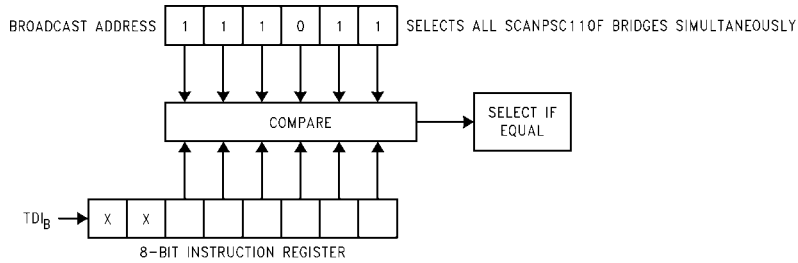 BROADCAST ADDRESS 1 1 1 0 1 1 SELECTS ALL SCANPSC110F BRIDGES SIMULTANEOUSLY
COMPARE
SELECT IF
EQUAL
TDIB X X
8-BIT INSTRUCTION REGISTER